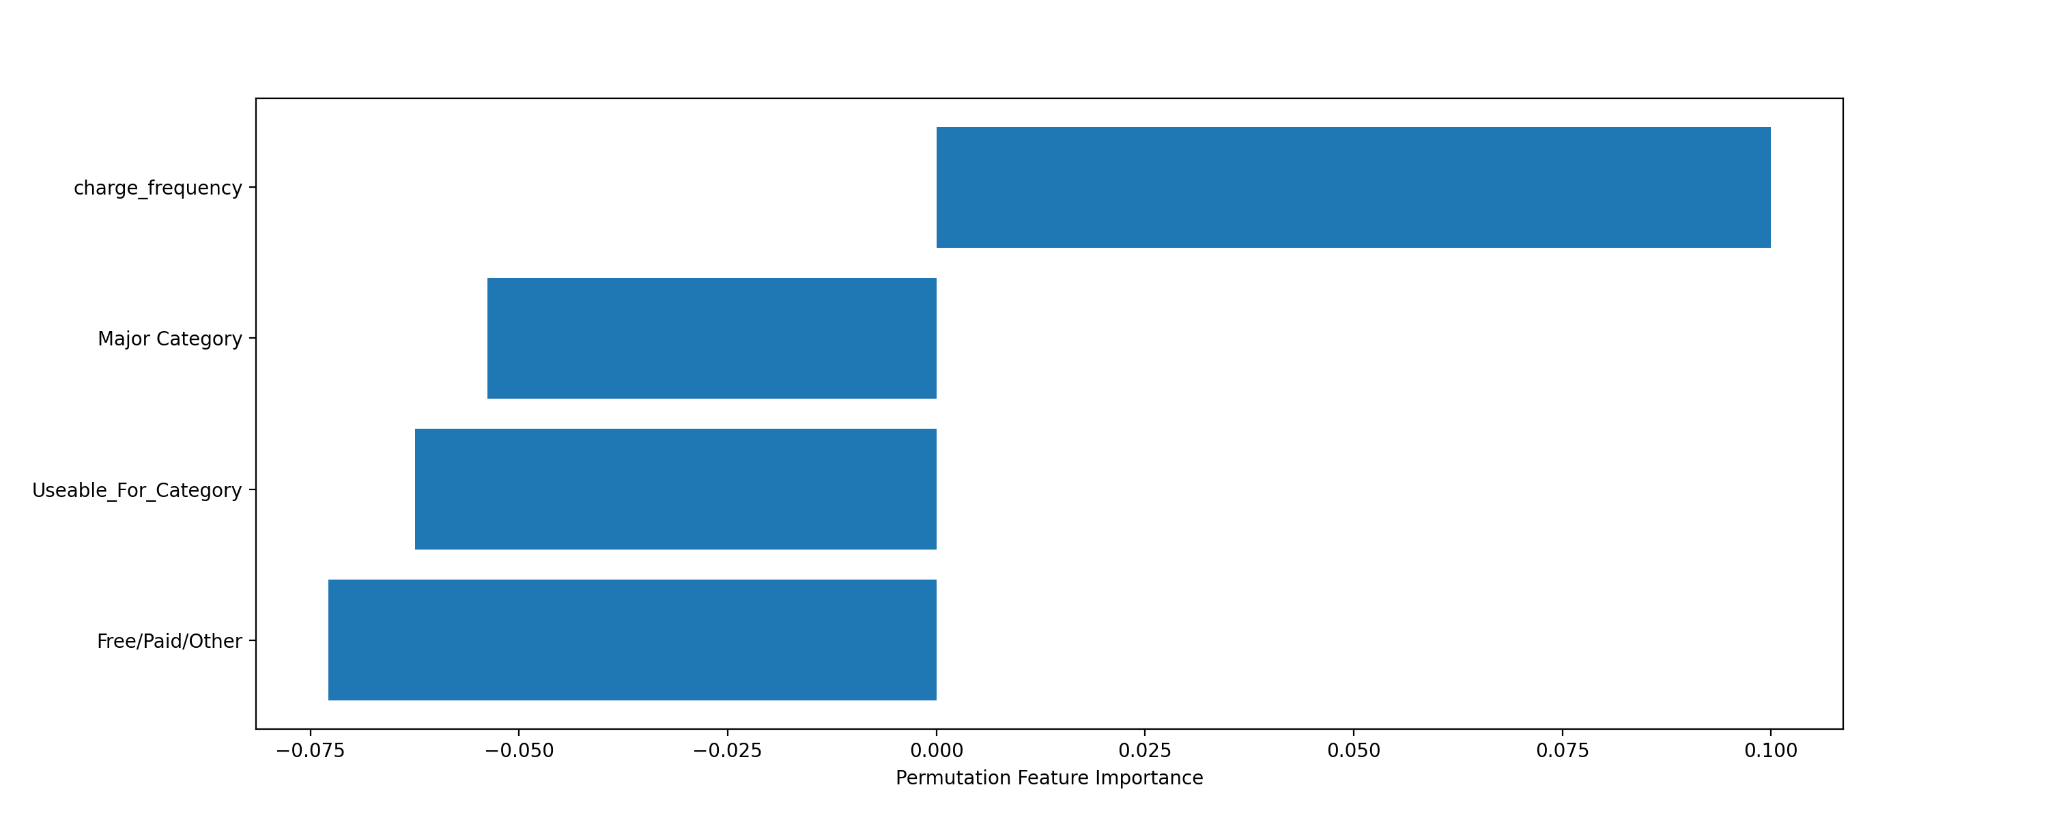 charge_frequency
Major Category
Useable_For_Category
Free/Paid/Other
−0.075 −0.050 −0.025 0.000 0.025 0.050 0.075 0.100
Permutation Feature Importance